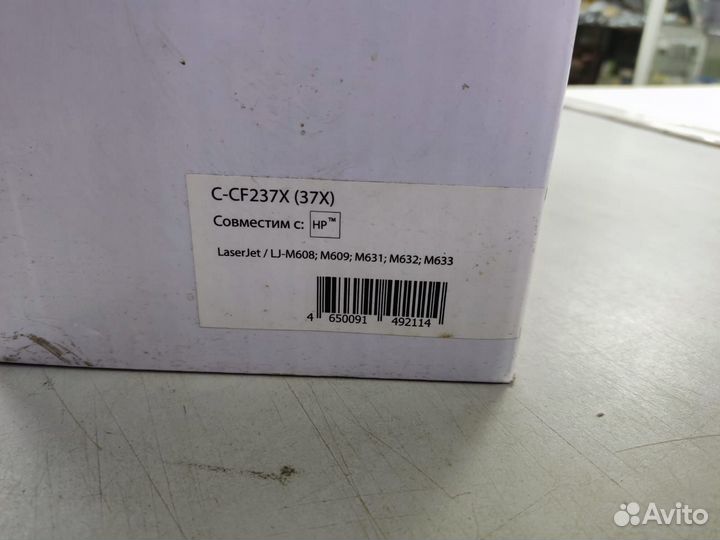 C-CF237X (37X)
Совместим с: HP™
LaserJet / LJ-M608; M609; M631; M632; M633
4 650091 492114
Avito